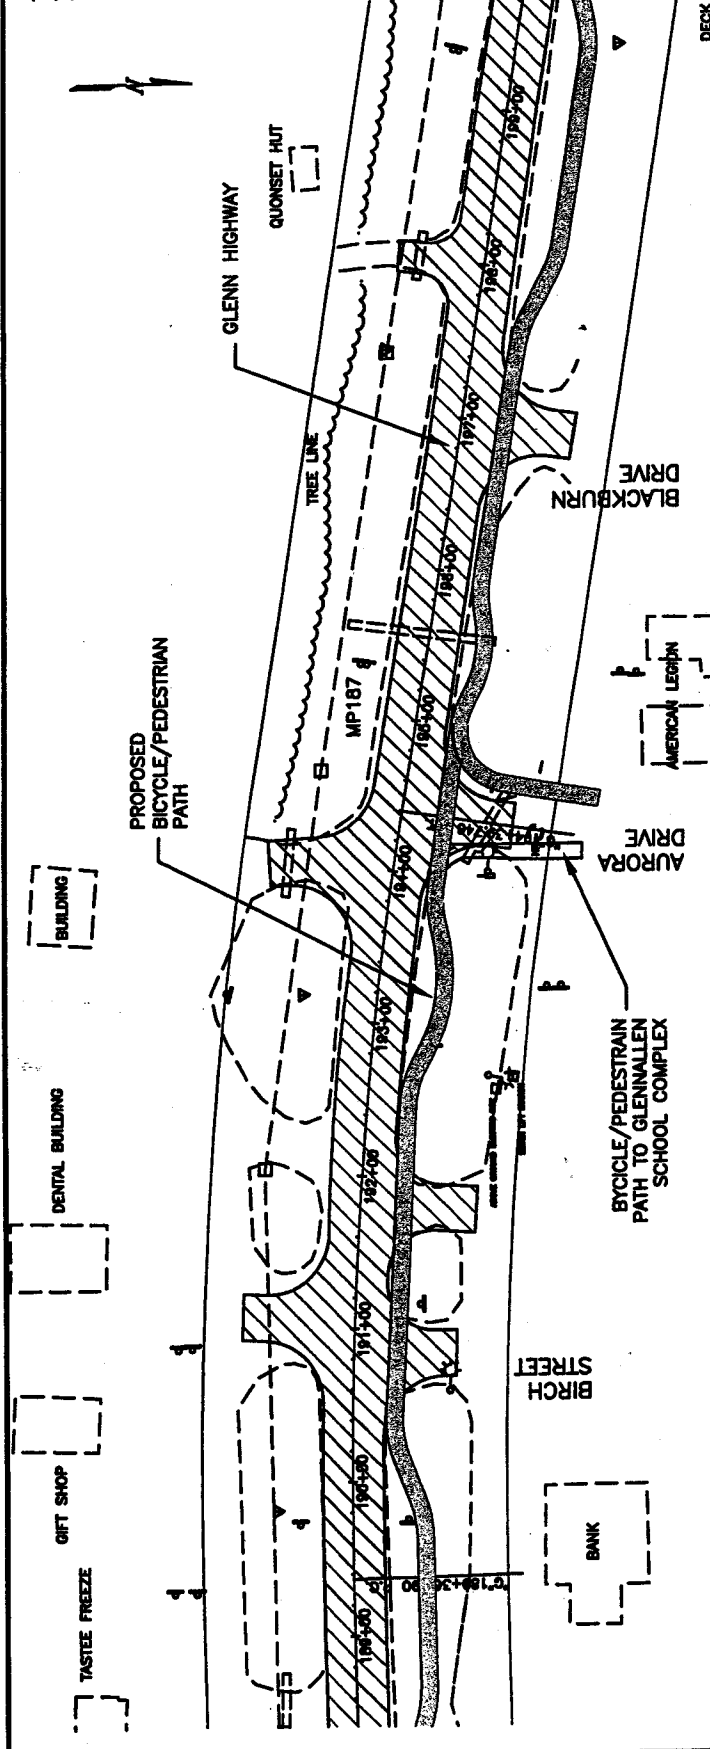 TASTEE FREEZE
GIFT SHOP
DENTAL BUILDING
BUILDING
PROPOSED
BICYCLE/PEDESTRIAN
PATH
GLENN HIGHWAY
QUONSET HUT
N
TREE LINE
MP187
189+00
190+00
191+00
192+00
193+00
194+00
195+00
196+00
197+00
198+00
199+00
BANK
BIRCH
STREET
BYCICLE/PEDESTRAIN
PATH TO GLENNALLEN
SCHOOL COMPLEX
AURORA
DRIVE
AMERICAN LEGION
BLACKBURN
DRIVE
DECK